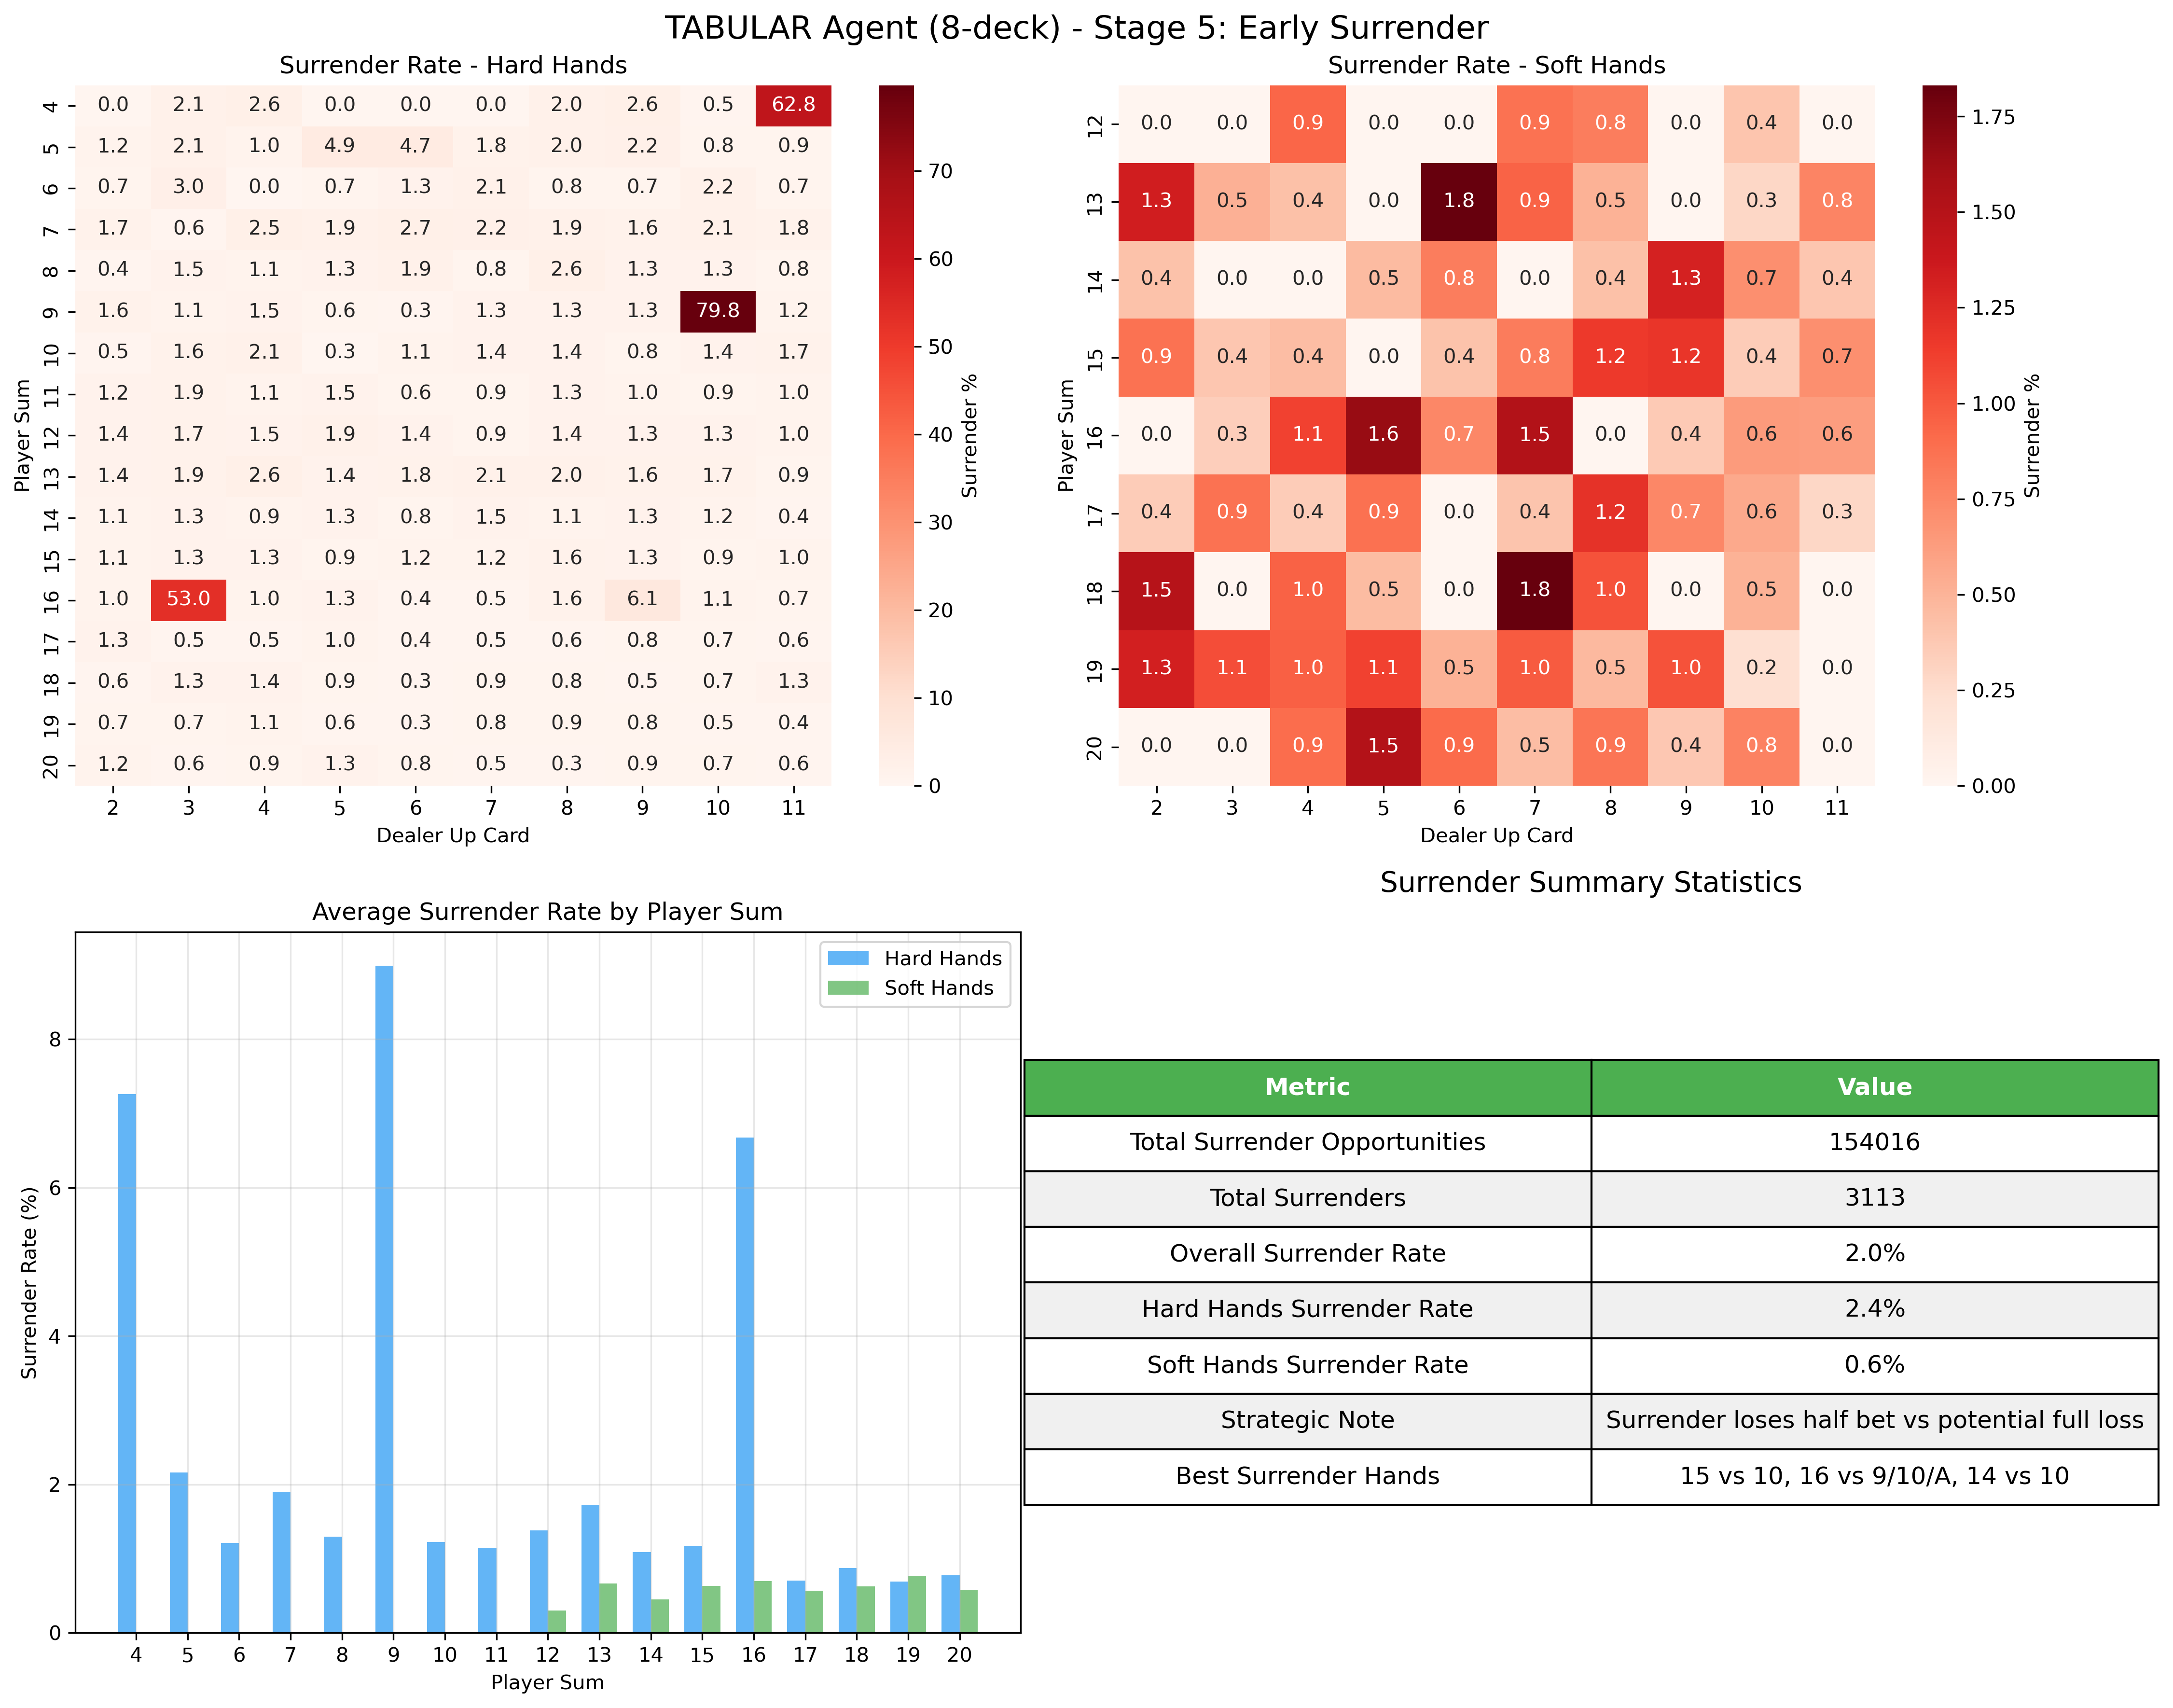 TABULAR Agent (8-deck) - Stage 5: Early Surrender
Surrender Rate - Hard Hands
4 0.0 2.1 2.6 0.0 0.0 0.0 2.0 2.6 0.5 62.8
5 1.2 2.1 1.0 4.9 4.7 1.8 2.0 2.2 0.8 0.9
6 0.7 3.0 0.0 0.7 1.3 2.1 0.8 0.7 2.2 0.7
7 1.7 0.6 2.5 1.9 2.7 2.2 1.9 1.6 2.1 1.8
8 0.4 1.5 1.1 1.3 1.9 0.8 2.6 1.3 1.3 0.8
9 1.6 1.1 1.5 0.6 0.3 1.3 1.3 1.3 79.8 1.2
10 0.5 1.6 2.1 0.3 1.1 1.4 1.4 0.8 1.4 1.7
11 1.2 1.9 1.1 1.5 0.6 0.9 1.3 1.0 0.9 1.0
12 1.4 1.7 1.5 1.9 1.4 0.9 1.4 1.3 1.3 1.0
13 1.4 1.9 2.6 1.4 1.8 2.1 2.0 1.6 1.7 0.9
14 1.1 1.3 0.9 1.3 0.8 1.5 1.1 1.3 1.2 0.4
15 1.1 1.3 1.3 0.9 1.2 1.2 1.6 1.3 0.9 1.0
16 1.0 53.0 1.0 1.3 0.4 0.5 1.6 6.1 1.1 0.7
17 1.3 0.5 0.5 1.0 0.4 0.5 0.6 0.8 0.7 0.6
18 0.6 1.3 1.4 0.9 0.3 0.9 0.8 0.5 0.7 1.3
19 0.7 0.7 1.1 0.6 0.3 0.8 0.9 0.8 0.5 0.4
20 1.2 0.6 0.9 1.3 0.8 0.5 0.3 0.9 0.7 0.6
2 3 4 5 6 7 8 9 10 11
Player Sum
Dealer Up Card
70
60
50
40
30
20
10
0
Surrender %
Surrender Rate - Soft Hands
12 0.0 0.0 0.9 0.0 0.0 0.9 0.8 0.0 0.4 0.0
13 1.3 0.5 0.4 0.0 1.8 0.9 0.5 0.0 0.3 0.8
14 0.4 0.0 0.0 0.5 0.8 0.0 0.4 1.3 0.7 0.4
15 0.9 0.4 0.4 0.0 0.4 0.8 1.2 1.2 0.4 0.7
16 0.0 0.3 1.1 1.6 0.7 1.5 0.0 0.4 0.6 0.6
17 0.4 0.9 0.4 0.9 0.0 0.4 1.2 0.7 0.6 0.3
18 1.5 0.0 1.0 0.5 0.0 1.8 1.0 0.0 0.5 0.0
19 1.3 1.1 1.0 1.1 0.5 1.0 0.5 1.0 0.2 0.0
20 0.0 0.0 0.9 1.5 0.9 0.5 0.9 0.4 0.8 0.0
2 3 4 5 6 7 8 9 10 11
Player Sum
Dealer Up Card
1.75
1.50
1.25
1.00
0.75
0.50
0.25
0.00
Surrender %
Average Surrender Rate by Player Sum
Hard Hands
Soft Hands
8
6
4
2
0
Surrender Rate (%)
4 5 6 7 8 9 10 11 12 13 14 15 16 17 18 19 20
Player Sum
Surrender Summary Statistics
Metric Value
Total Surrender Opportunities 154016
Total Surrenders 3113
Overall Surrender Rate 2.0%
Hard Hands Surrender Rate 2.4%
Soft Hands Surrender Rate 0.6%
Strategic Note Surrender loses half bet vs potential full loss
Best Surrender Hands 15 vs 10, 16 vs 9/10/A, 14 vs 10